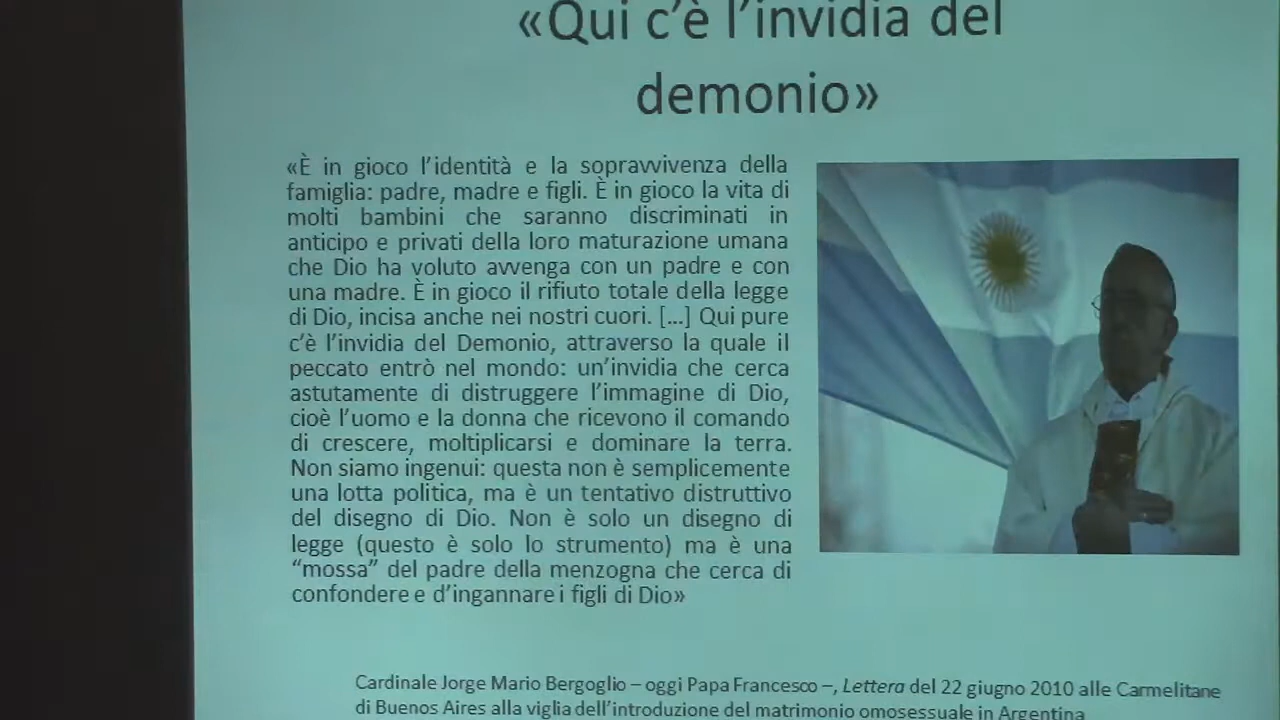 «Qui c'è l'invidia del
demonio»
«È in gioco l'identità e la sopravvivenza della
famiglia: padre, madre e figli. È in gioco la vita di
molti bambini che saranno discriminati in
anticipo e privati della loro maturazione umana
che Dio ha voluto avvenga con un padre e con
una madre. È in gioco il rifiuto totale della legge
di Dio, incisa anche nei nostri cuori. [...] Qui pure
c'è l'invidia del Demonio, attraverso la quale il
peccato entrò nel mondo: un'invidia che cerca
astutamente di distruggere l'immagine di Dio,
cioè l'uomo e la donna che ricevono il comando
di crescere, moltiplicarsi e dominare la terra.
Non siamo ingenui: questa non è semplicemente
una lotta politica, ma è un tentativo distruttivo
del disegno di Dio. Non è solo un disegno di
legge (questo è solo lo strumento) ma è una
“mossa” del padre della menzogna che cerca di
confondere e d'ingannare i figli di Dio»
Cardinale Jorge Mario Bergoglio – oggi Papa Francesco –, Lettera del 22 giugno 2010 alle Carmelitane
di Buenos Aires alla vigilia dell'introduzione del matrimonio omosessuale in Argentina